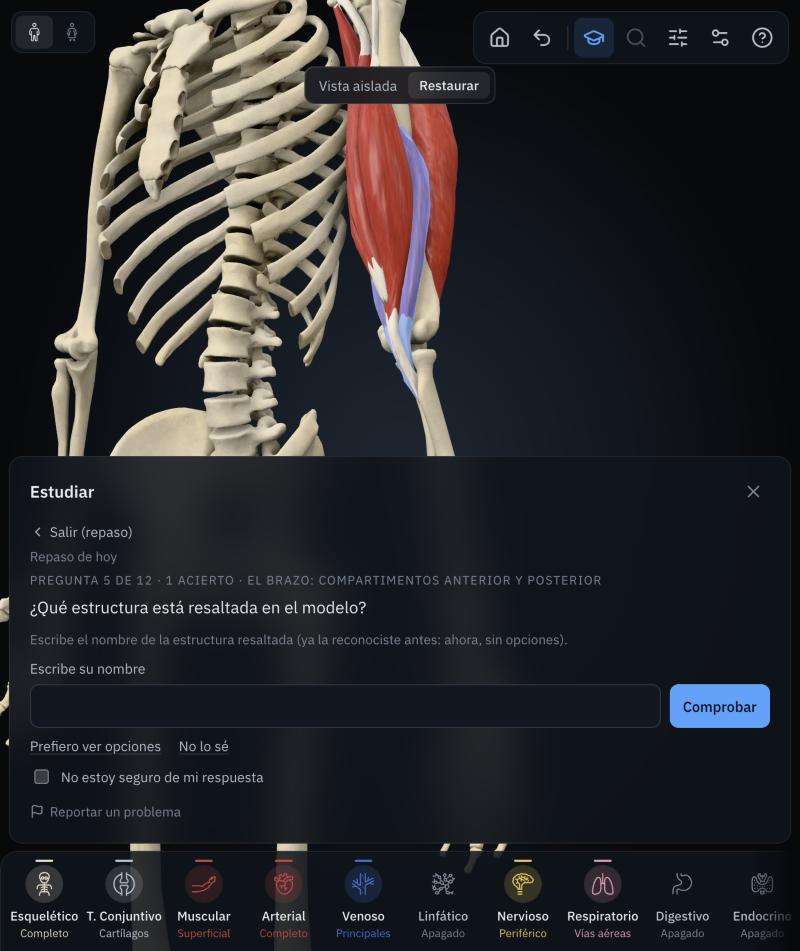 Vista aislada Restaurar
Estudiar
Salir (repaso)
Repaso de hoy
PREGUNTA 5 DE 12 · 1 ACIERTO · EL BRAZO: COMPARTIMENTOS ANTERIOR Y POSTERIOR
¿Qué estructura está resaltada en el modelo?
Escribe el nombre de la estructura resaltada (ya la reconociste antes: ahora, sin opciones).
Escribe su nombre
Comprobar
Prefiero ver opciones No lo sé
No estoy seguro de mi respuesta
Reportar un problema
Esquelético T. Conjuntivo Muscular Arterial Venoso Linfático Nervioso Respiratorio Digestivo Endocrino
Completo Cartílagos Superficial Completo Principales Apagado Periférico Vías aéreas Apagado Apagado